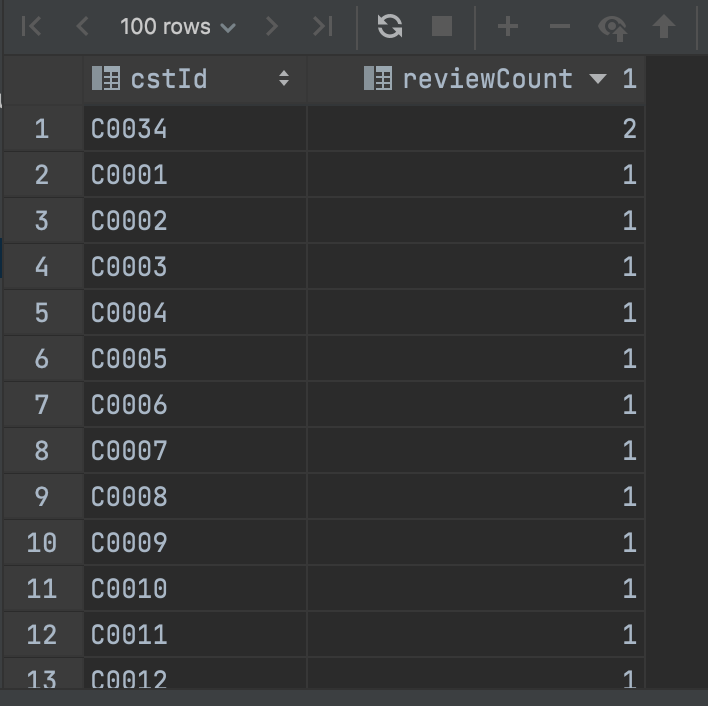 100 rows
cstId reviewCount 1
1 C0034 2
2 C0001 1
3 C0002 1
4 C0003 1
5 C0004 1
6 C0005 1
7 C0006 1
8 C0007 1
9 C0008 1
10 C0009 1
11 C0010 1
12 C0011 1
13 C0012 1